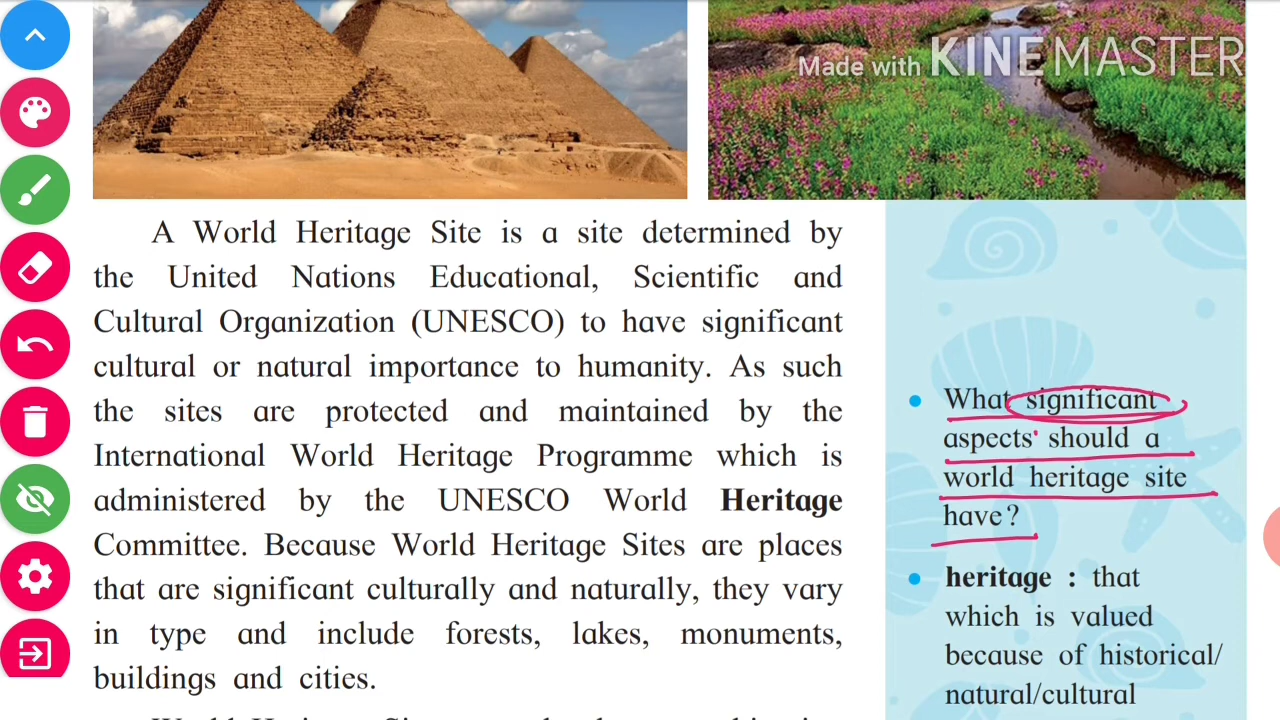 Made with KINEMASTER
A World Heritage Site is a site determined by
the United Nations Educational, Scientific and
Cultural Organization (UNESCO) to have significant
cultural or natural importance to humanity. As such
the sites are protected and maintained by the
International World Heritage Programme which is
administered by the UNESCO World Heritage
Committee. Because World Heritage Sites are places
that are significant culturally and naturally, they vary
in type and include forests, lakes, monuments,
buildings and cities.
• What significant
aspects should a
world heritage site
have?
• heritage : that
which is valued
because of historical/
natural/cultural